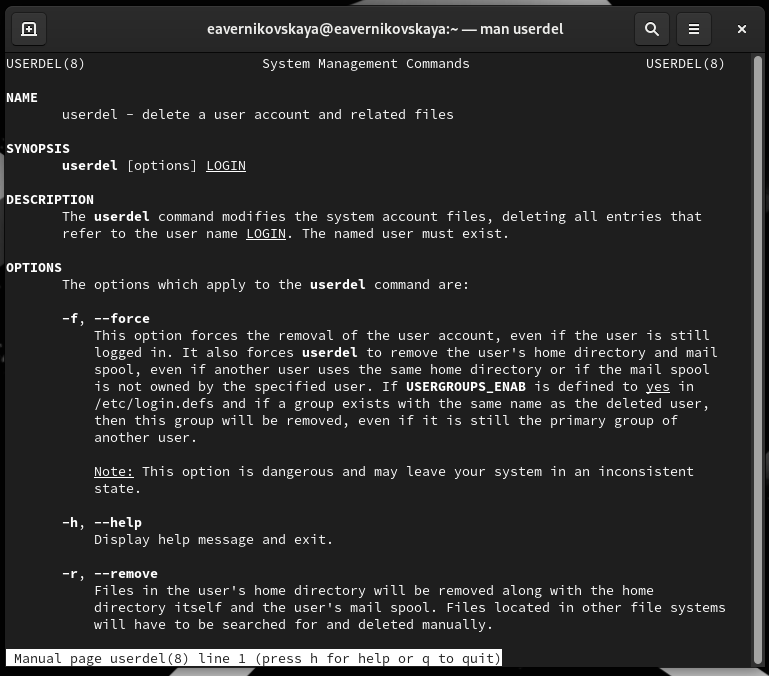 eavernikovskaya@eavernikovskaya:~ — man userdel
USERDEL(8) System Management Commands USERDEL(8)
NAME
userdel - delete a user account and related files
SYNOPSIS
userdel [options] LOGIN
DESCRIPTION
The userdel command modifies the system account files, deleting all entries that
refer to the user name LOGIN. The named user must exist.
OPTIONS
The options which apply to the userdel command are:
-f, --force
This option forces the removal of the user account, even if the user is still
logged in. It also forces userdel to remove the user's home directory and mail
spool, even if another user uses the same home directory or if the mail spool
is not owned by the specified user. If USERGROUPS_ENAB is defined to yes in
/etc/login.defs and if a group exists with the same name as the deleted user,
then this group will be removed, even if it is still the primary group of
another user.
Note: This option is dangerous and may leave your system in an inconsistent
state.
-h, --help
Display help message and exit.
-r, --remove
Files in the user's home directory will be removed along with the home
directory itself and the user's mail spool. Files located in other file systems
will have to be searched for and deleted manually.
Manual page userdel(8) line 1 (press h for help or q to quit)